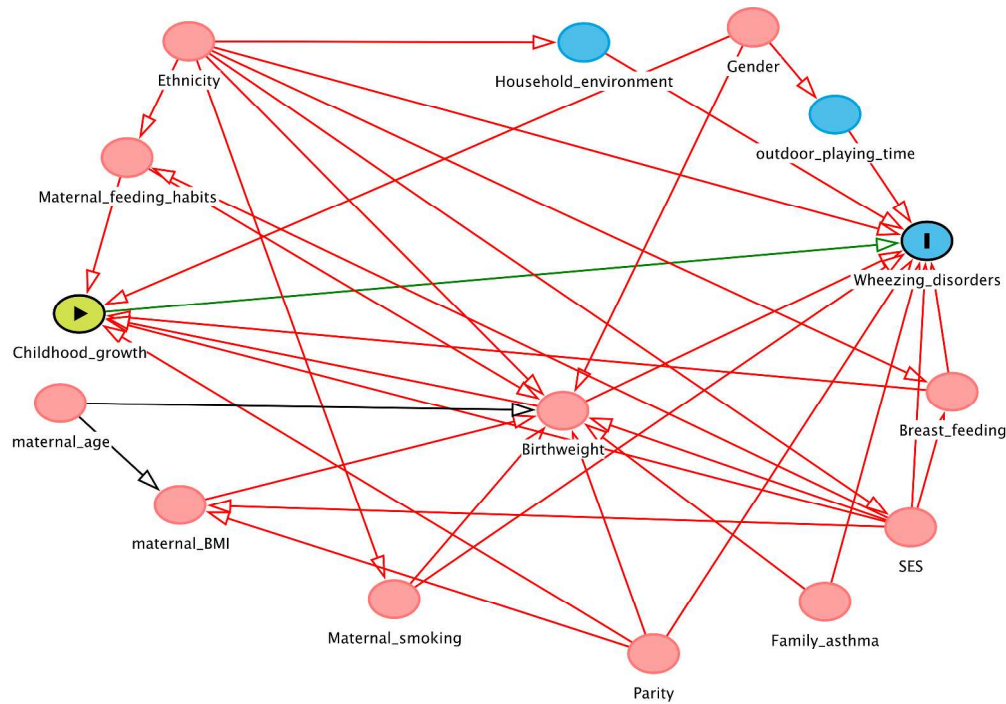 Ethnicity
Household_environment
Gender
outdoor_playing_time
Maternal_feeding_habits
Wheezing_disorders
Childhood_growth
maternal_age
Birthweight
Breast_feeding
maternal_BMI
SES
Maternal_smoking
Family_asthma
Parity